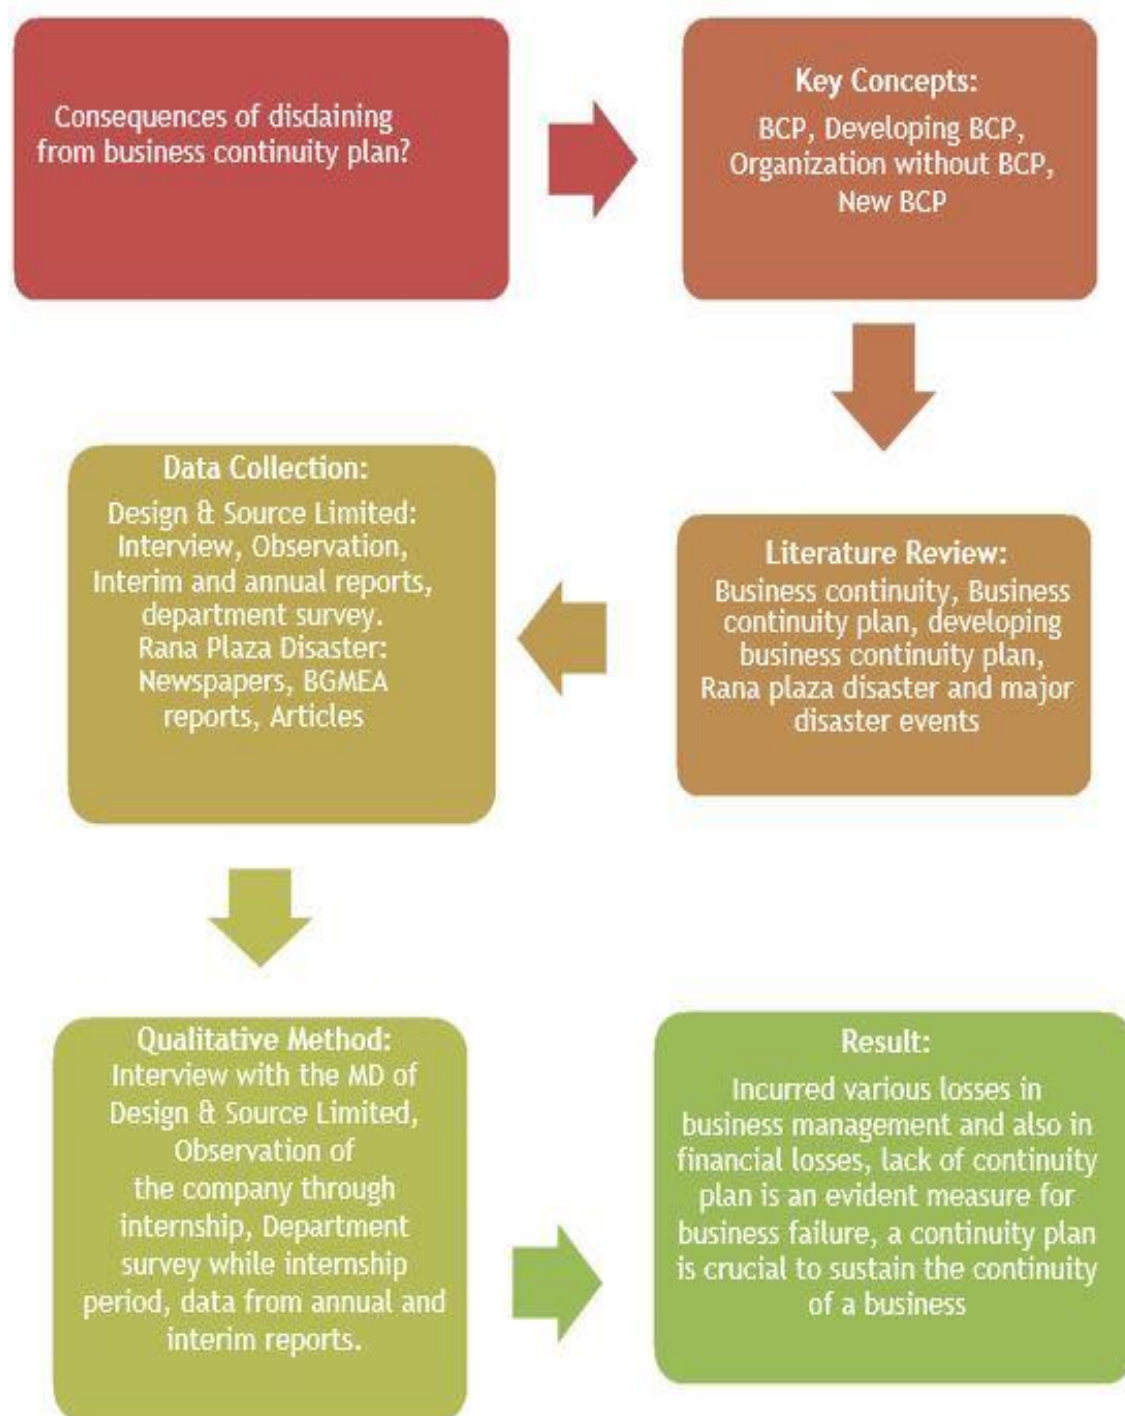 Consequences of disdaining
from business continuity plan?
Key Concepts:
BCP, Developing BCP,
Organization without BCP,
New BCP
Literature Review:
Business continuity, Business
continuity plan, developing
business continuity plan,
Rana plaza disaster and major
disaster events
Data Collection:
Design & Source Limited:
Interview, Observation,
Interim and annual reports,
department survey.
Rana Plaza Disaster:
Newspapers, BGMEA
reports, Articles
Qualitative Method:
Interview with the MD of
Design & Source Limited,
Observation of
the company through
internship, Department
survey while internship
period, data from annual and
interim reports.
Result:
Incurred various losses in
business management and also in
financial losses, lack of continuity
plan is an evident measure for
business failure, a continuity plan
is crucial to sustain the continuity
of a business